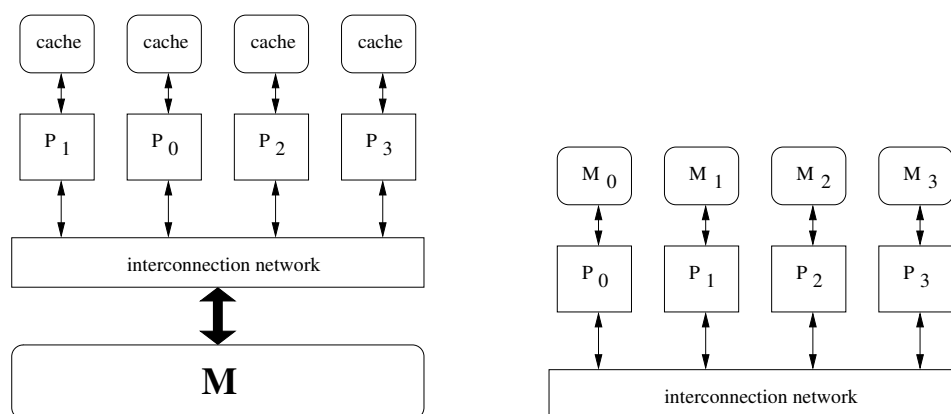 cache cache cache cache
P 1 P 0 P 2 P 3
interconnection network
M
M 0 M 1 M 2 M 3
P 0 P 1 P 2 P 3
interconnection network